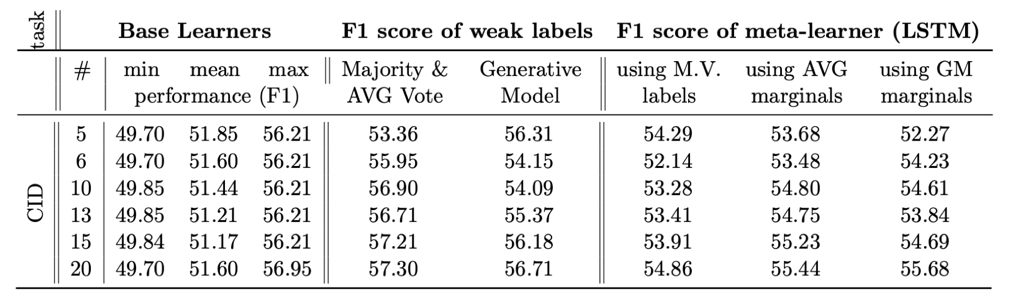 task Base Learners F1 score of weak labels F1 score of meta-learner (LSTM)
# min mean max Majority & Generative using M.V. using AVG using GM
performance (F1) AVG Vote Model labels marginals marginals
CID
5 49.70 51.85 56.21 53.36 56.31 54.29 53.68 52.27
6 49.70 51.60 56.21 55.95 54.15 52.14 53.48 54.23
10 49.85 51.44 56.21 56.90 54.09 53.28 54.80 54.61
13 49.85 51.21 56.21 56.71 55.37 53.41 54.75 53.84
15 49.84 51.17 56.21 57.21 56.18 53.91 55.23 54.69
20 49.70 51.60 56.95 57.30 56.71 54.86 55.44 55.68